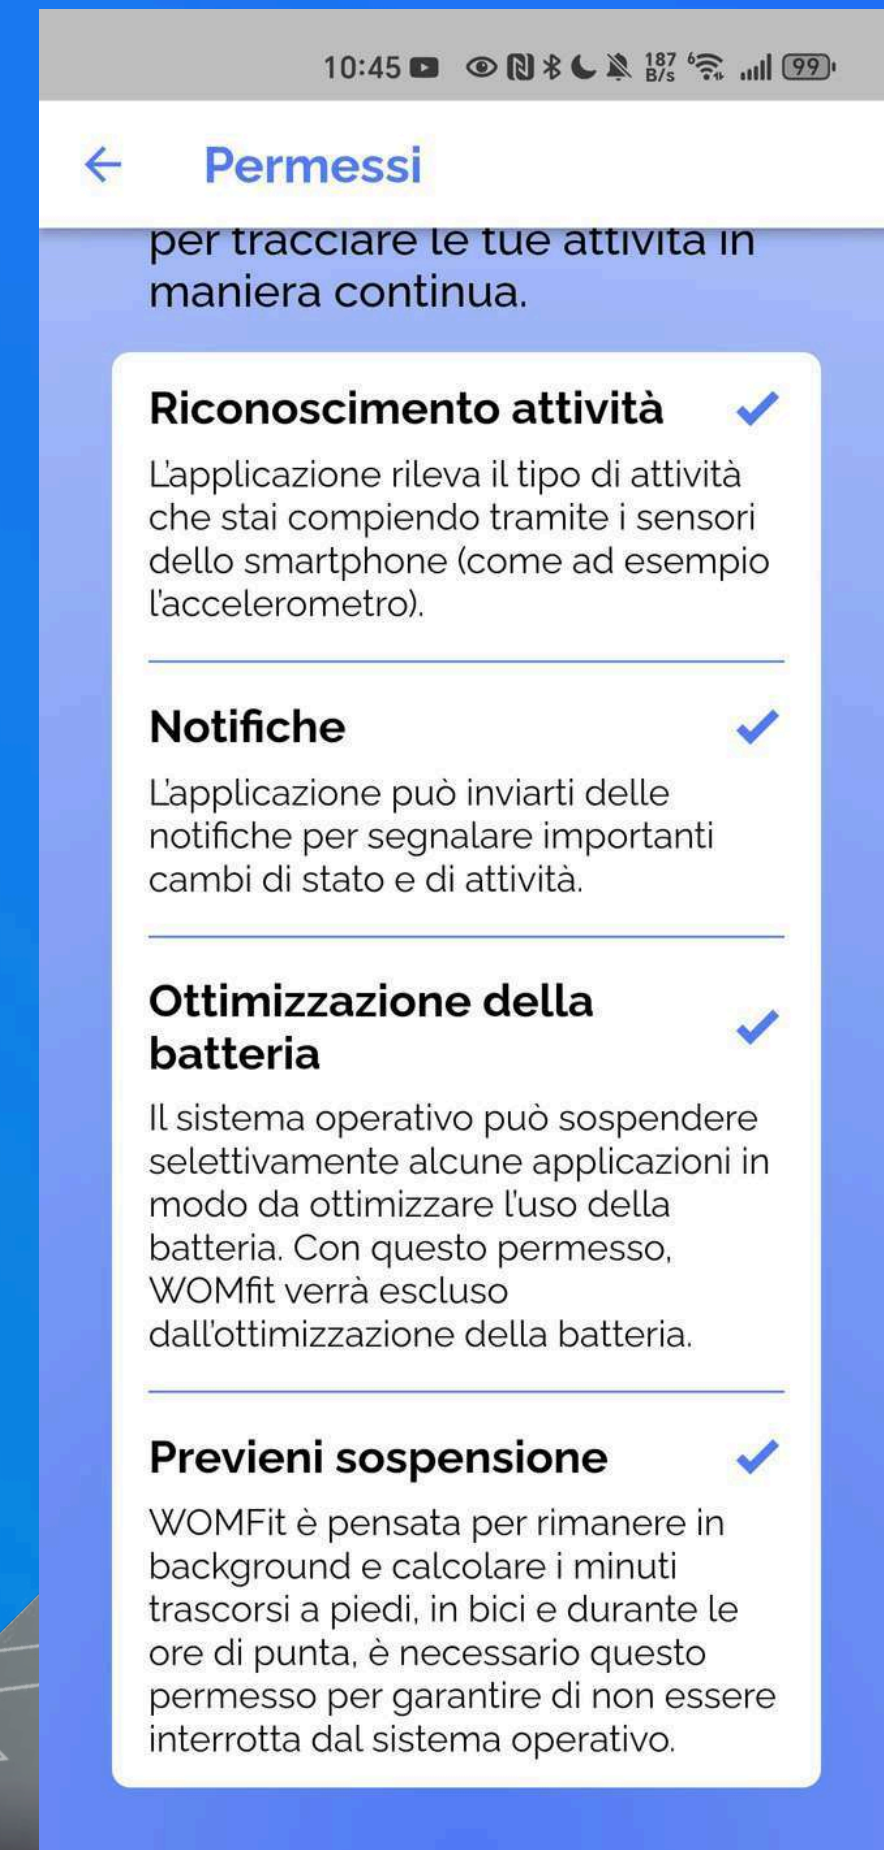 10:45 187 B/s 6 99
Permessi
per tracciare le tue attività in
maniera continua.
Riconoscimento attività
L'applicazione rileva il tipo di attività
che stai compiendo tramite i sensori
dello smartphone (come ad esempio
l'accelerometro).
Notifiche
L'applicazione può inviarti delle
notifiche per segnalare importanti
cambi di stato e di attività.
Ottimizzazione della
batteria
Il sistema operativo può sospendere
selettivamente alcune applicazioni in
modo da ottimizzare l'uso della
batteria. Con questo permesso,
WOMfit verrà escluso
dall'ottimizzazione della batteria.
Previeni sospensione
WOMFit è pensata per rimanere in
background e calcolare i minuti
trascorsi a piedi, in bici e durante le
ore di punta, è necessario questo
permesso per garantire di non essere
interrotta dal sistema operativo.